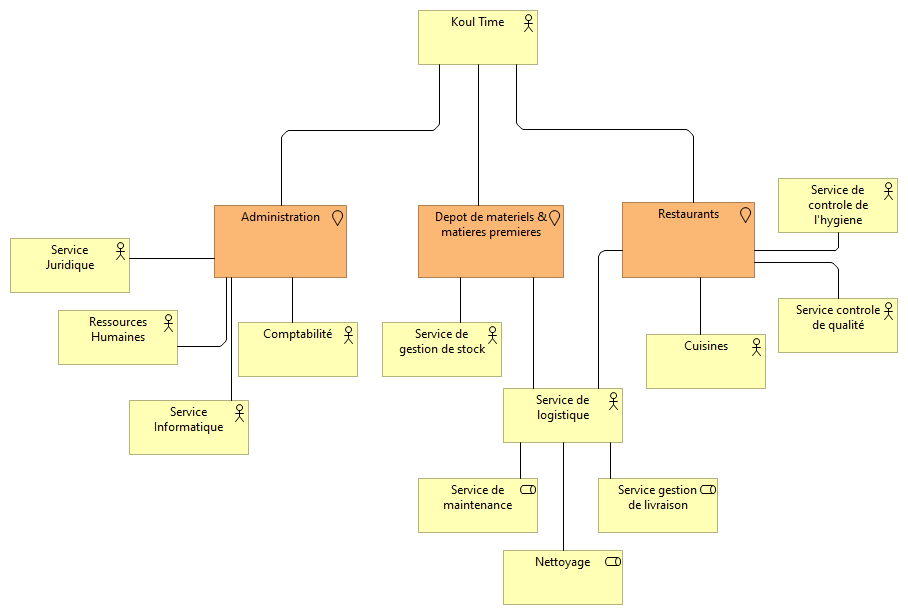 Koul Time
Administration
Depot de materiels &
matieres premieres
Restaurants
Service de
controle de
l'hygiene
Service
Juridique
Ressources
Humaines
Comptabilité
Service de
gestion de stock
Cuisines
Service controle
de qualité
Service
Informatique
Service de
logistique
Service de
maintenance
Service gestion
de livraison
Nettoyage